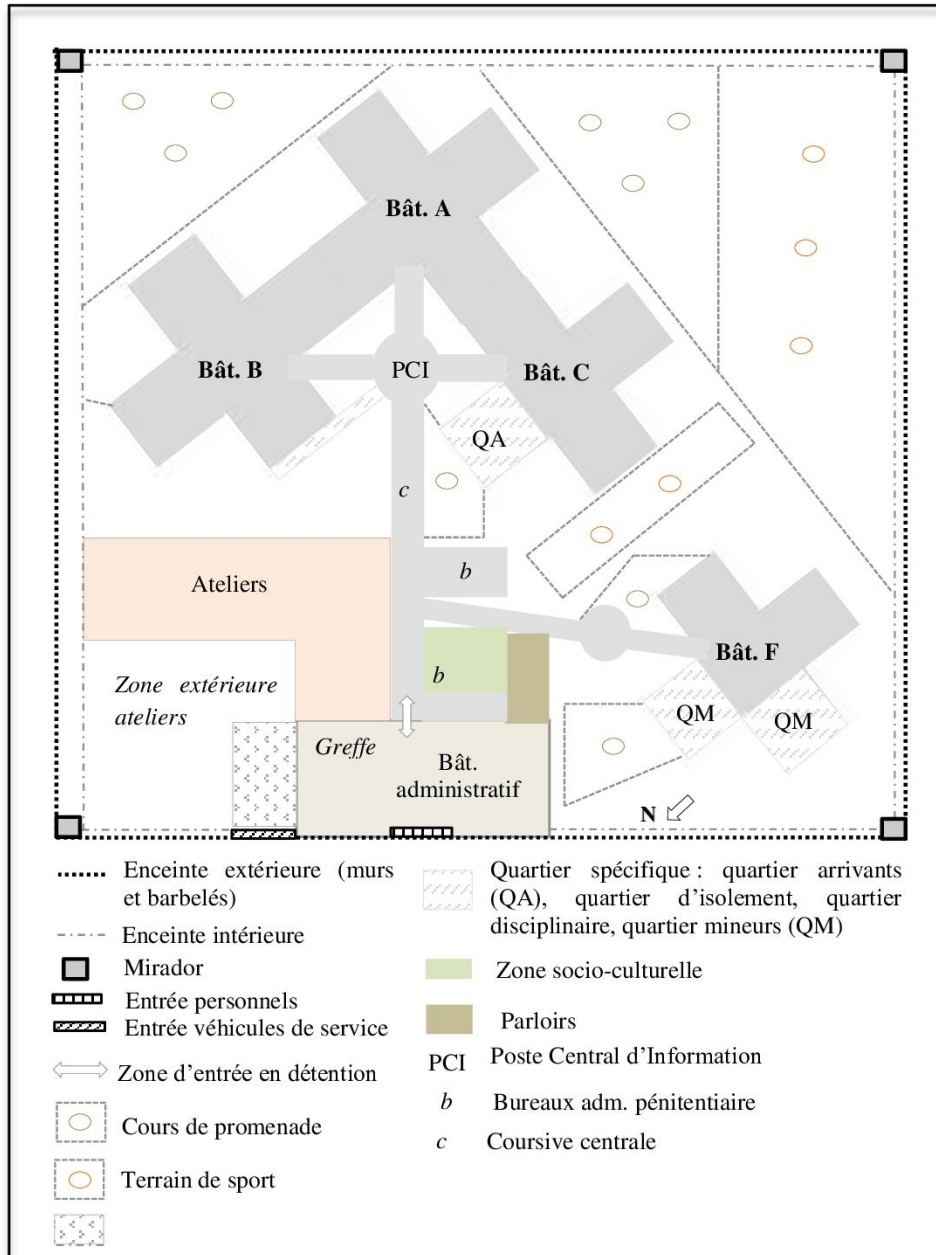 Bât. A
Bât. B
PCI
Bât. C
QA
c
Ateliers
b
Bât. F
Zone extérieure
ateliers
b
QM
QM
Greffe
Bât.
administratif
N
Enceinte extérieure (murs
et barbelés)
Enceinte intérieure
Mirador
Entrée personnels
Entrée véhicules de service
Zone d'entrée en détention
Cours de promenade
Terrain de sport
Quartier spécifique : quartier arrivants
(QA), quartier d'isolement, quartier
disciplinaire, quartier mineurs (QM)
Zone socio-culturelle
Parloirs
PCI Poste Central d'Information
b Bureaux adm. pénitentiaire
c Coursive centrale